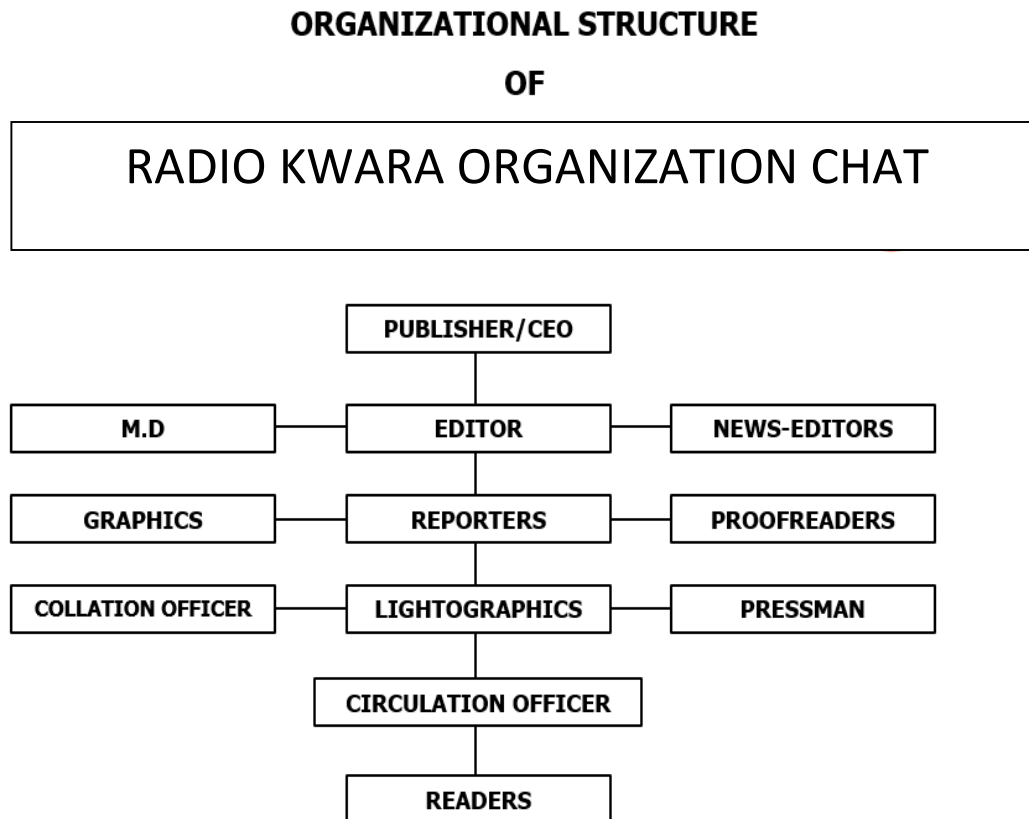 ORGANIZATIONAL STRUCTURE
OF
RADIO KWARA ORGANIZATION CHAT
PUBLISHER/CEO
M.D
EDITOR
NEWS-EDITORS
GRAPHICS
REPORTERS
PROOFREADERS
COLLATION OFFICER
LIGHTOGRAPHICS
PRESSMAN
CIRCULATION OFFICER
READERS